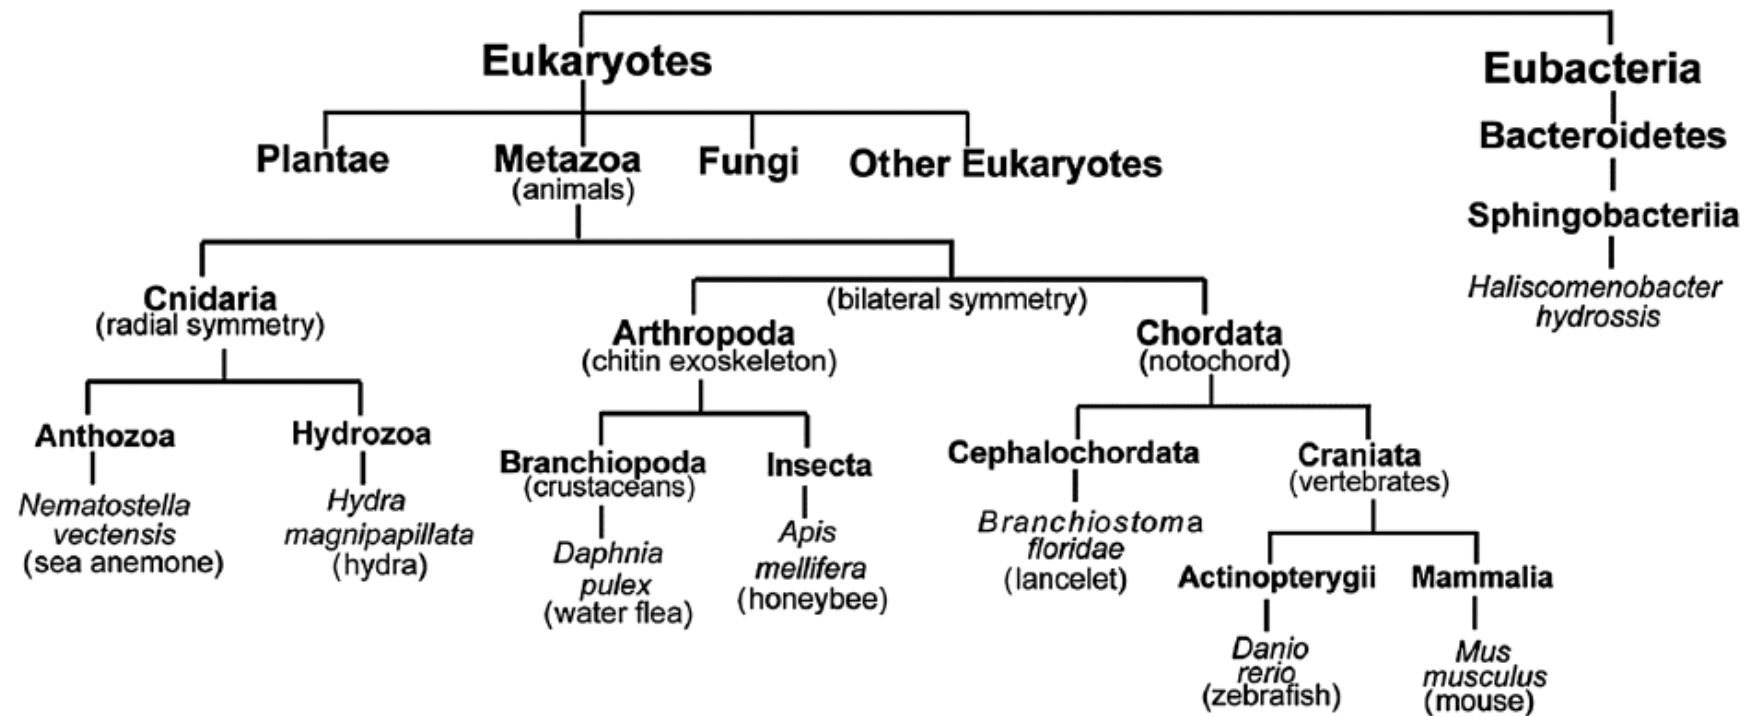 Eukaryotes
Eubacteria
Plantae
Metazoa
(animals)
Fungi
Other Eukaryotes
Bacteroidetes
Sphingobacteriia
Haliscomenobacter
hydrossis
Cnidaria
(radial symmetry)
(bilateral symmetry)
Arthropoda
(chitin exoskeleton)
Chordata
(notochord)
Anthozoa
Nematostella
vectensis
(sea anemone)
Hydrozoa
Hydra
magnipapillata
(hydra)
Branchiopoda
(crustaceans)
Daphnia
pulex
(water flea)
Insecta
Apis
mellifera
(honeybee)
Cephalochordata
Branchiostoma
floridae
(lancelet)
Craniata
(vertebrates)
Actinopterygii
Danio
rerio
(zebrafish)
Mammalia
Mus
musculus
(mouse)